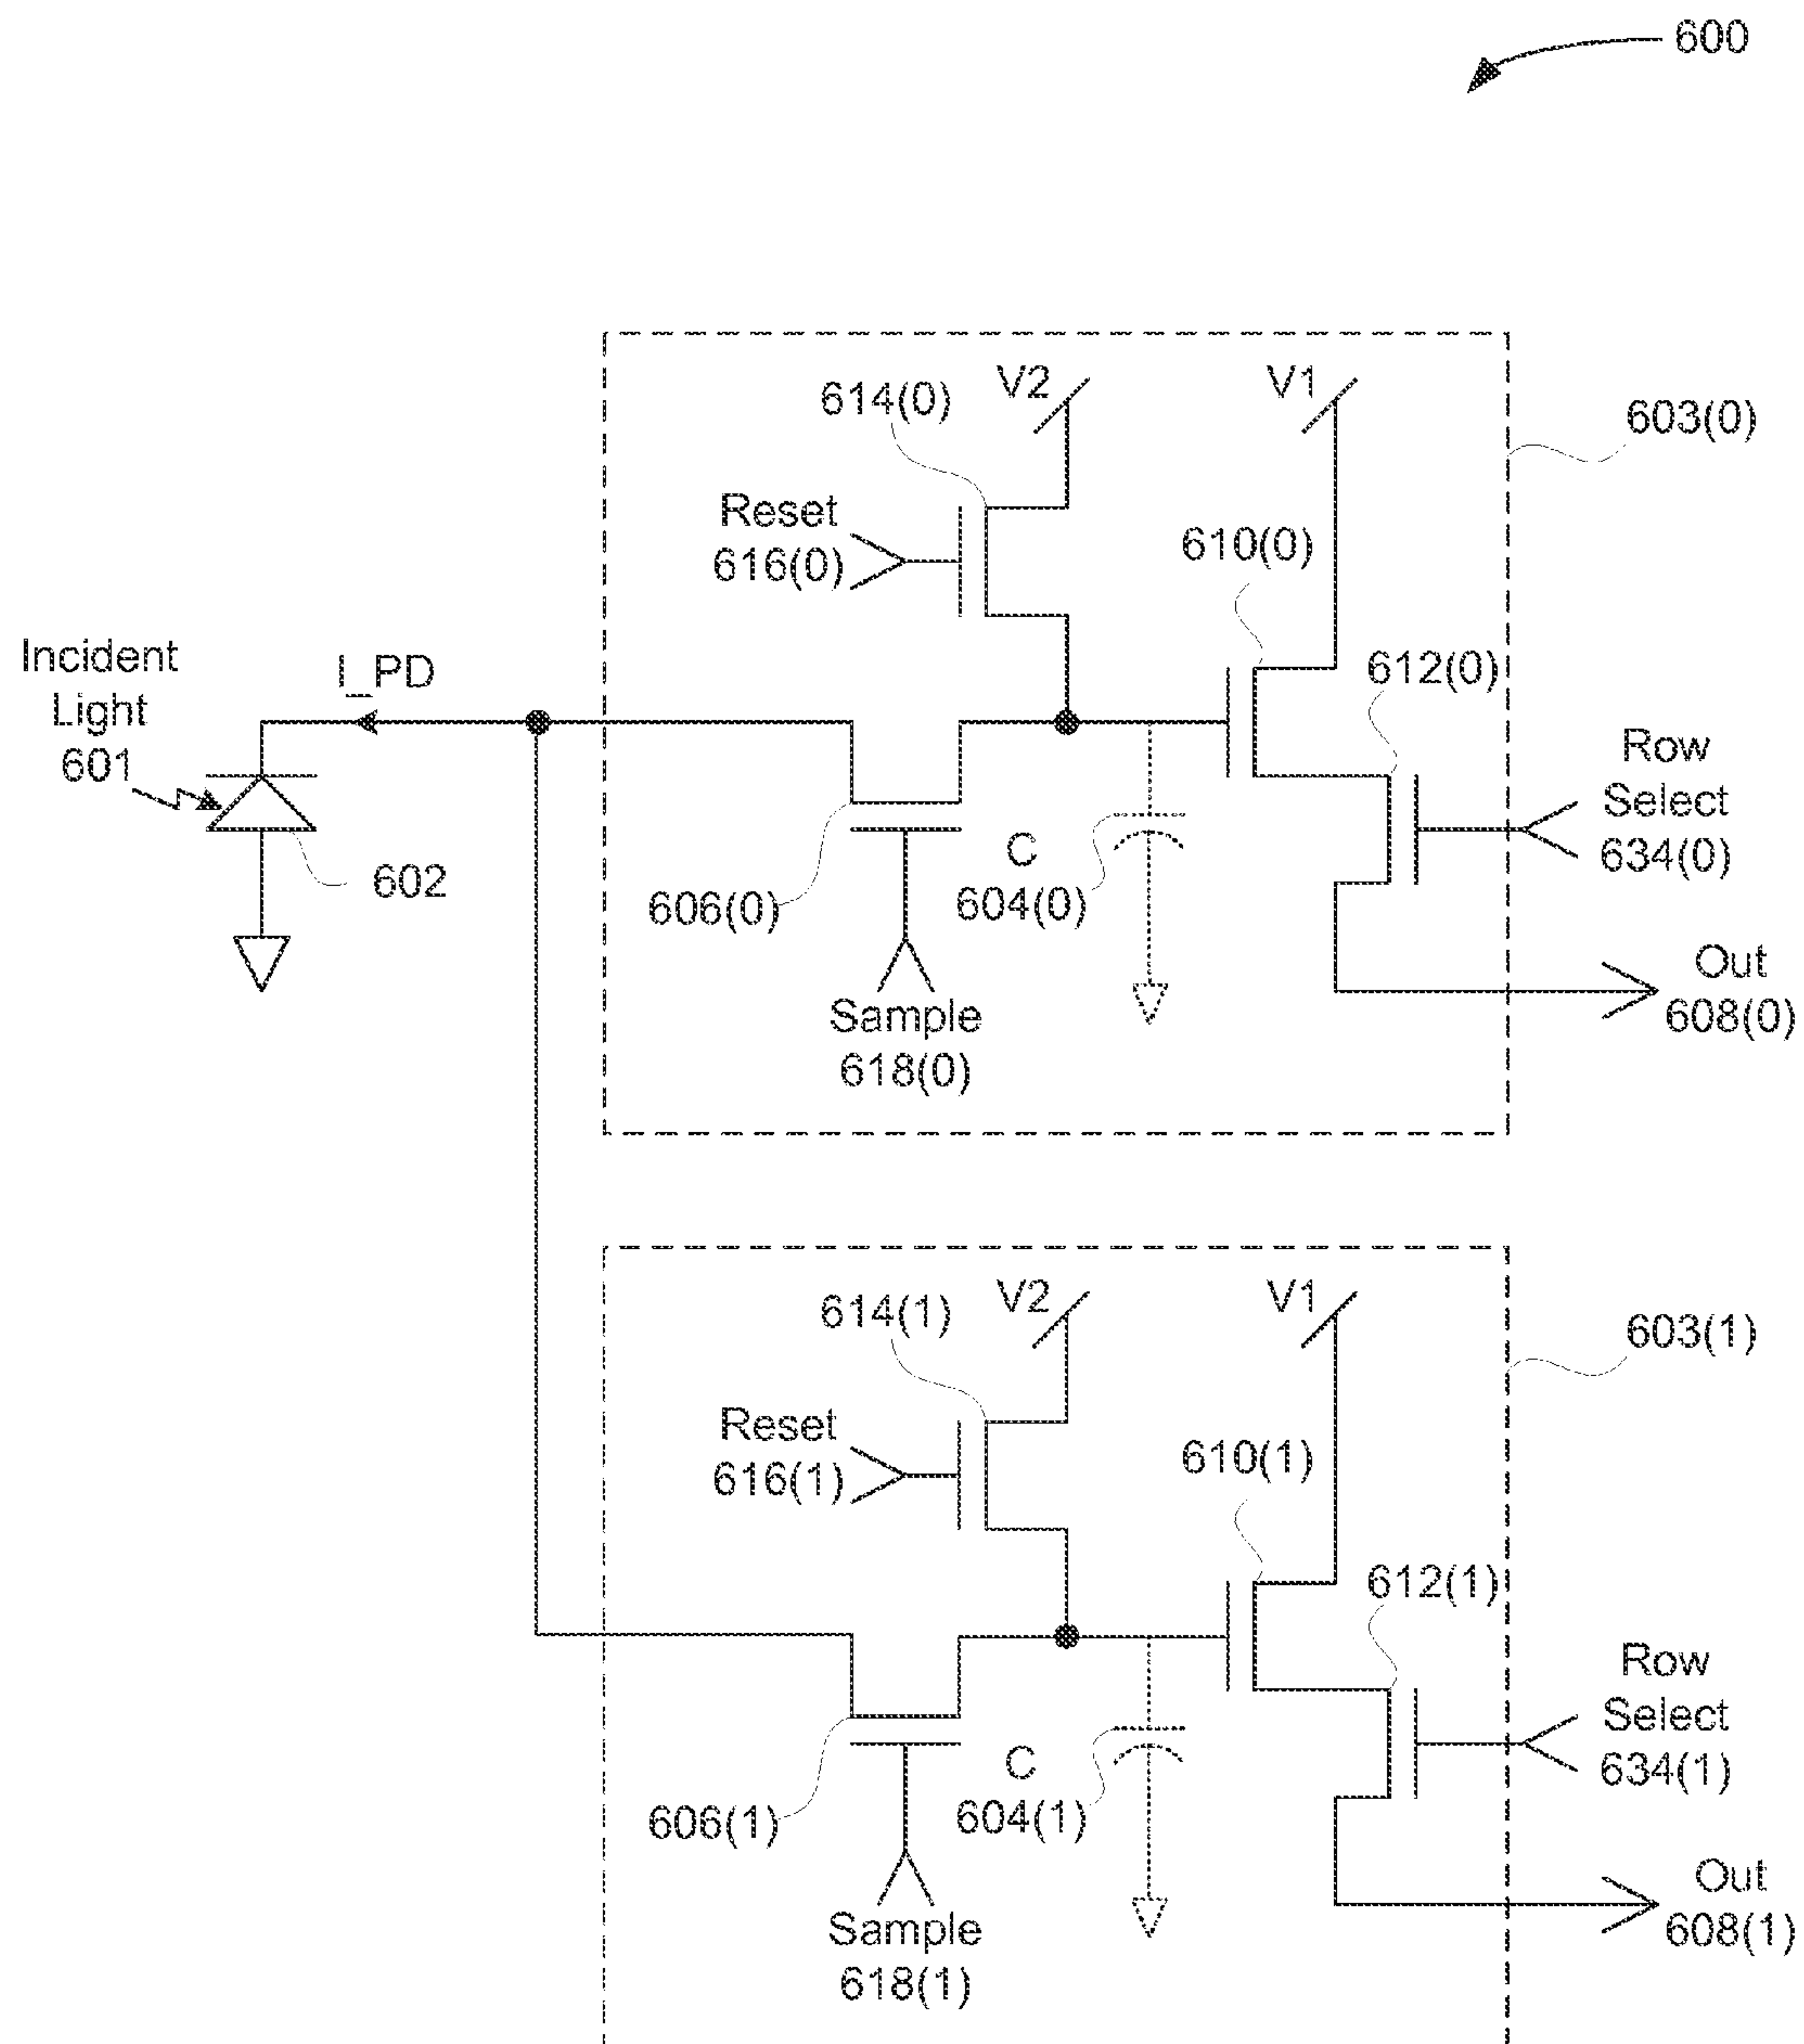 600
V2
V1
614(0)
603(0)
Reset
616(0)
610(0)
Incident
Light
601
I_PD
612(0)
Row
Select
634(0)
602
606(0)
C
604(0)
Out
608(0)
Sample
618(0)
V2
V1
614(1)
603(1)
Reset
616(1)
610(1)
612(1)
Row
Select
634(1)
606(1)
C
604(1)
Out
608(1)
Sample
618(1)